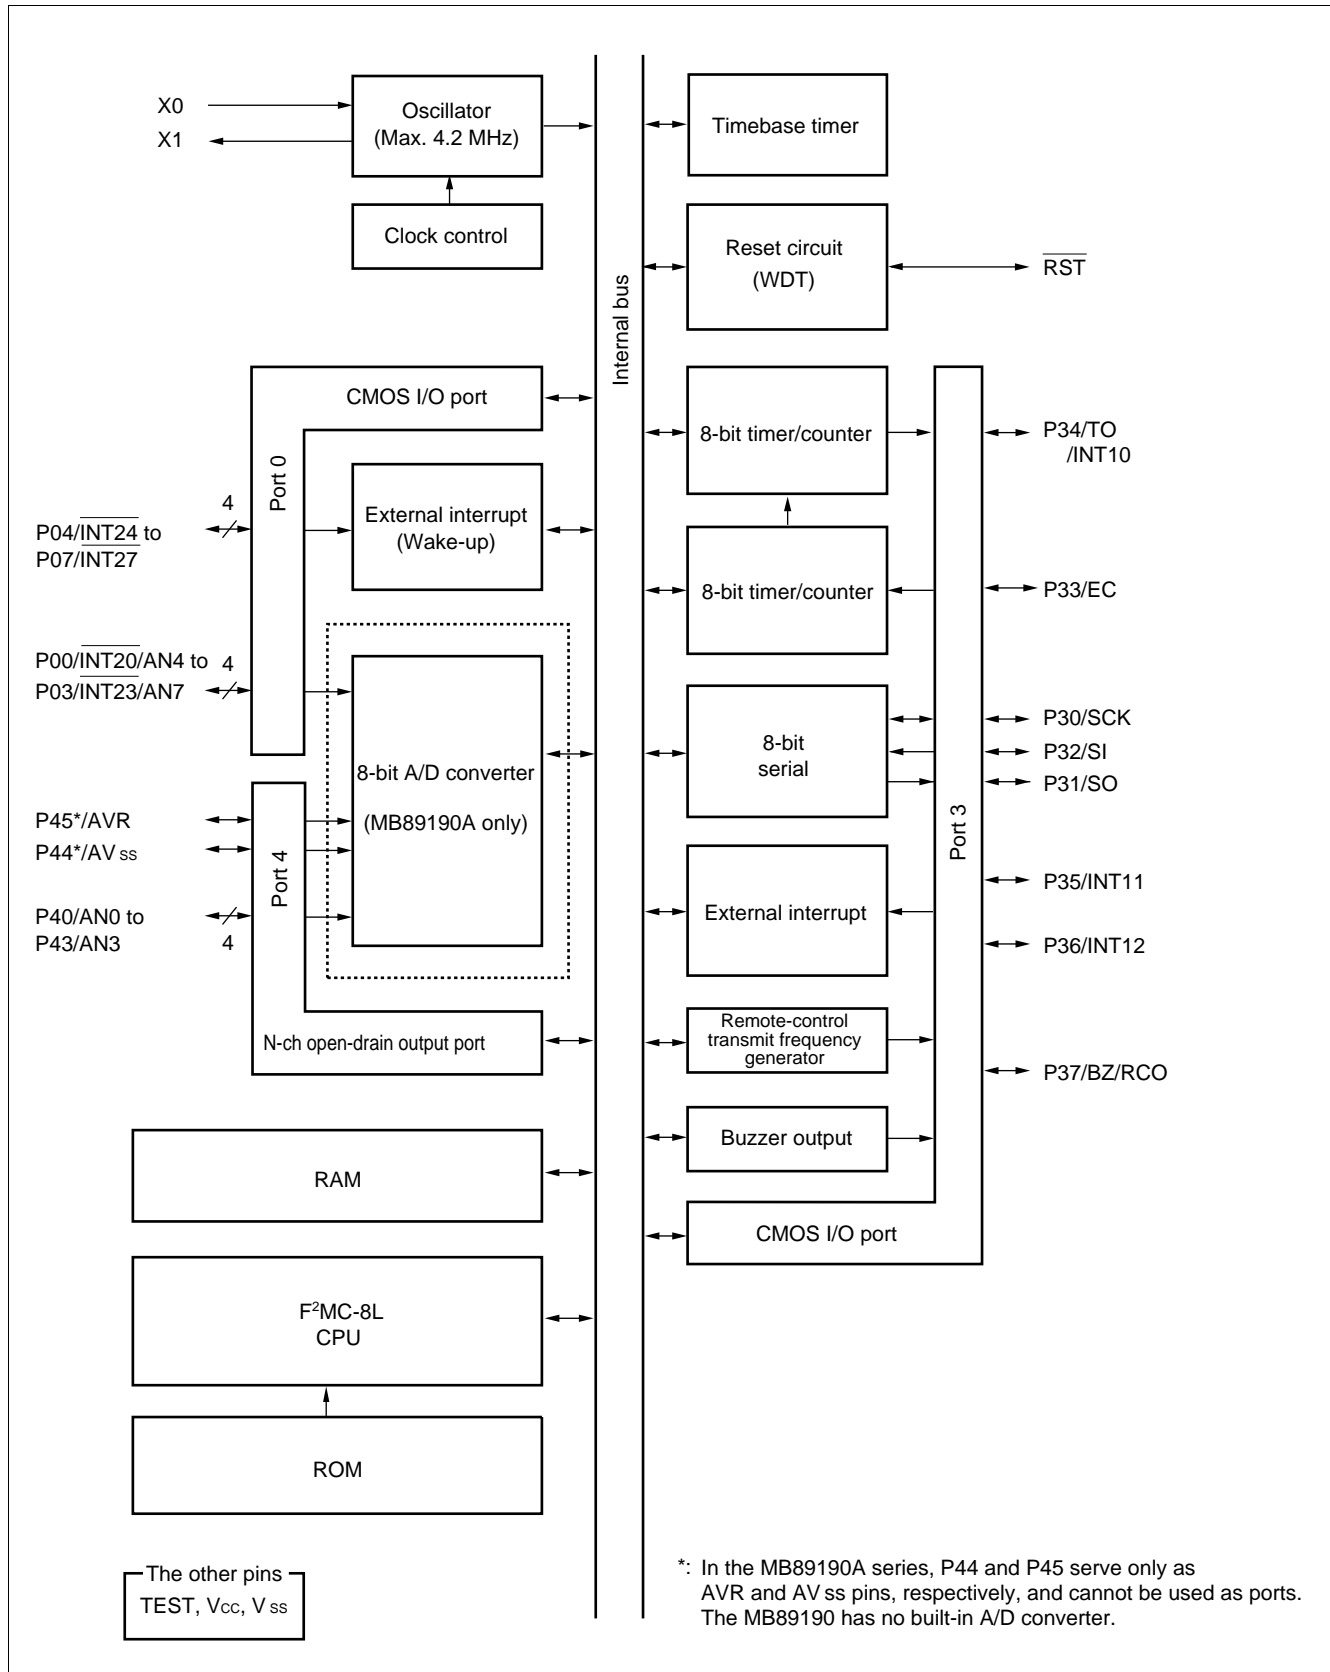 X0
X1
Oscillator
(Max. 4.2 MHz)
Clock control
Internal bus
Timebase timer
Reset circuit
(WDT)
RST
CMOS I/O port
Port 0
External interrupt
(Wake-up)
4
P04/INT24 to
P07/INT27
P00/INT20/AN4 to
4
P03/INT23/AN7
8-bit A/D converter
(MB89190A only)
P45*/AVR
P44*/AVss
Port 4
P40/AN0 to
P43/AN3
4
N-ch open-drain output port
8-bit timer/counter
P34/TO
/INT10
8-bit timer/counter
P33/EC
8-bit
serial
P30/SCK
P32/SI
P31/SO
Port 3
External interrupt
P35/INT11
P36/INT12
Remote-control
transmit frequency
generator
P37/BZ/RCO
Buzzer output
CMOS I/O port
RAM
F²MC-8L
CPU
ROM
The other pins
TEST, Vcc, Vss
*: In the MB89190A series, P44 and P45 serve only as
AVR and AVss pins, respectively, and cannot be used as ports.
The MB89190 has no built-in A/D converter.